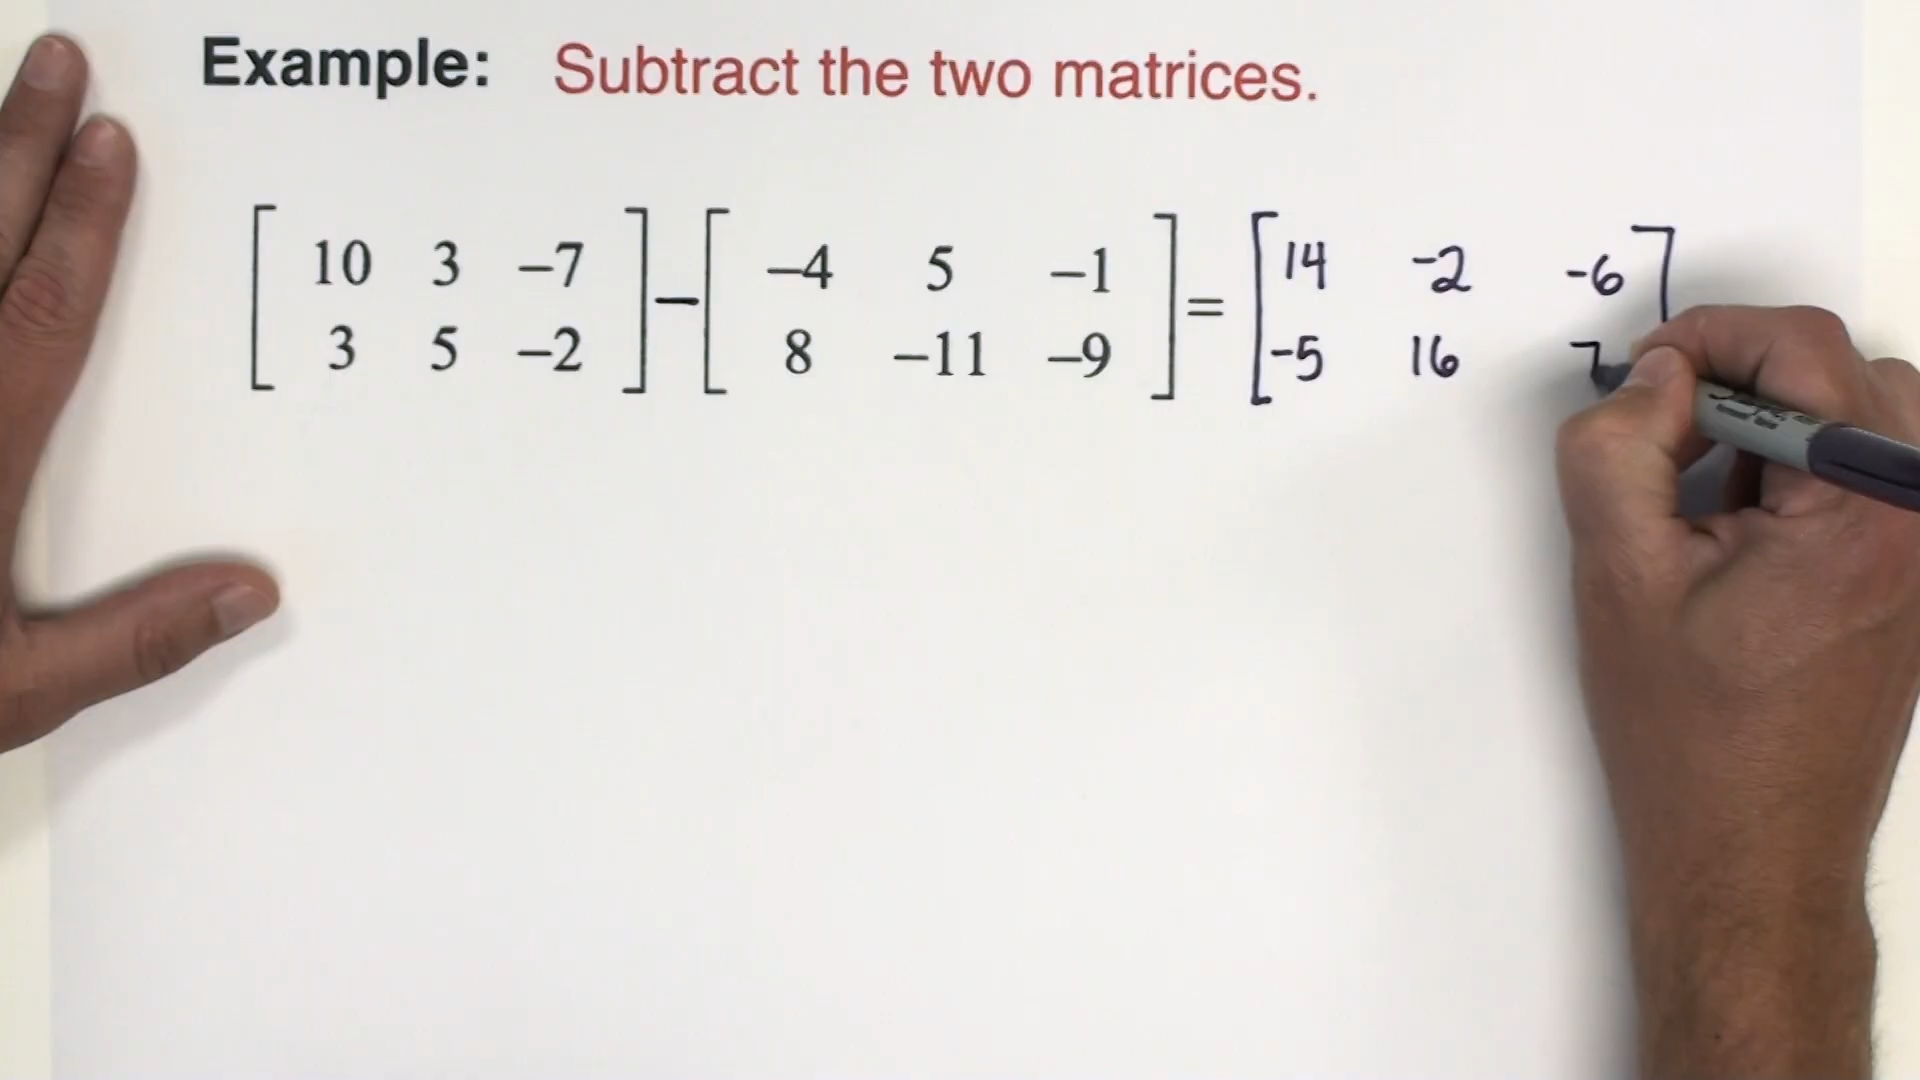 Example: Subtract the two matrices.
[ 10 3 −7 ] − [ −4 5 −1 ] = [ 14 -2 -6 ]
[ 3 5 −2 ] [ 8 −11 −9 ] [ -5 16 7